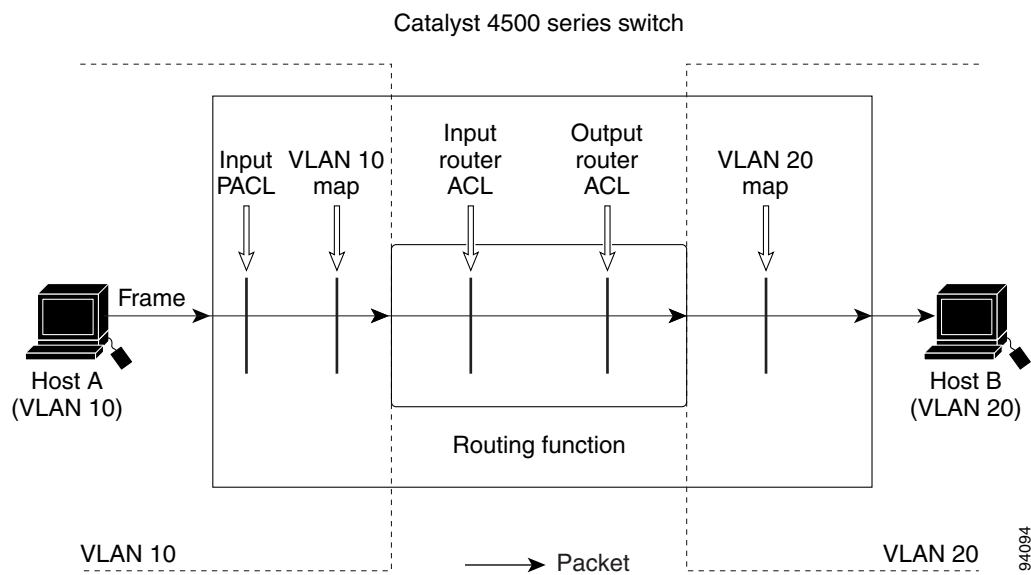 Catalyst 4500 series switch
Input
PACL
VLAN 10
map
Input
router
ACL
Output
router
ACL
VLAN 20
map
Frame
Host A
(VLAN 10)
Host B
(VLAN 20)
Routing function
VLAN 10
Packet
VLAN 20
94094